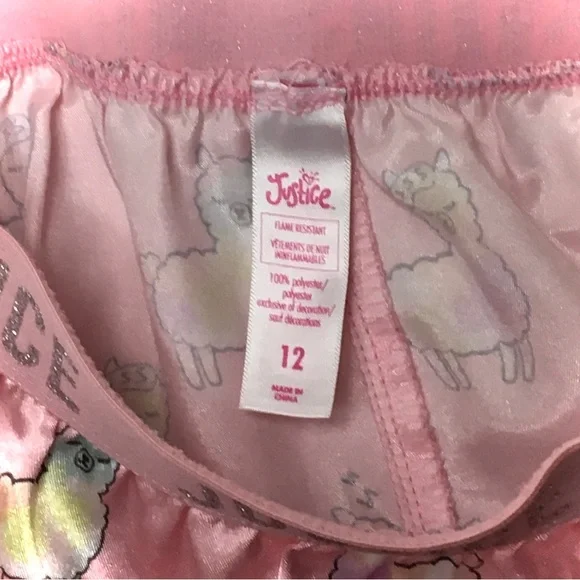 Justice
FLAME RESISTANT
VÊTEMENTS DE NUIT
ININFLAMMABLES
100% polyester/
polyester
exclusive of decoration/
sauf décorations
12
MADE IN
CHINA
ICE